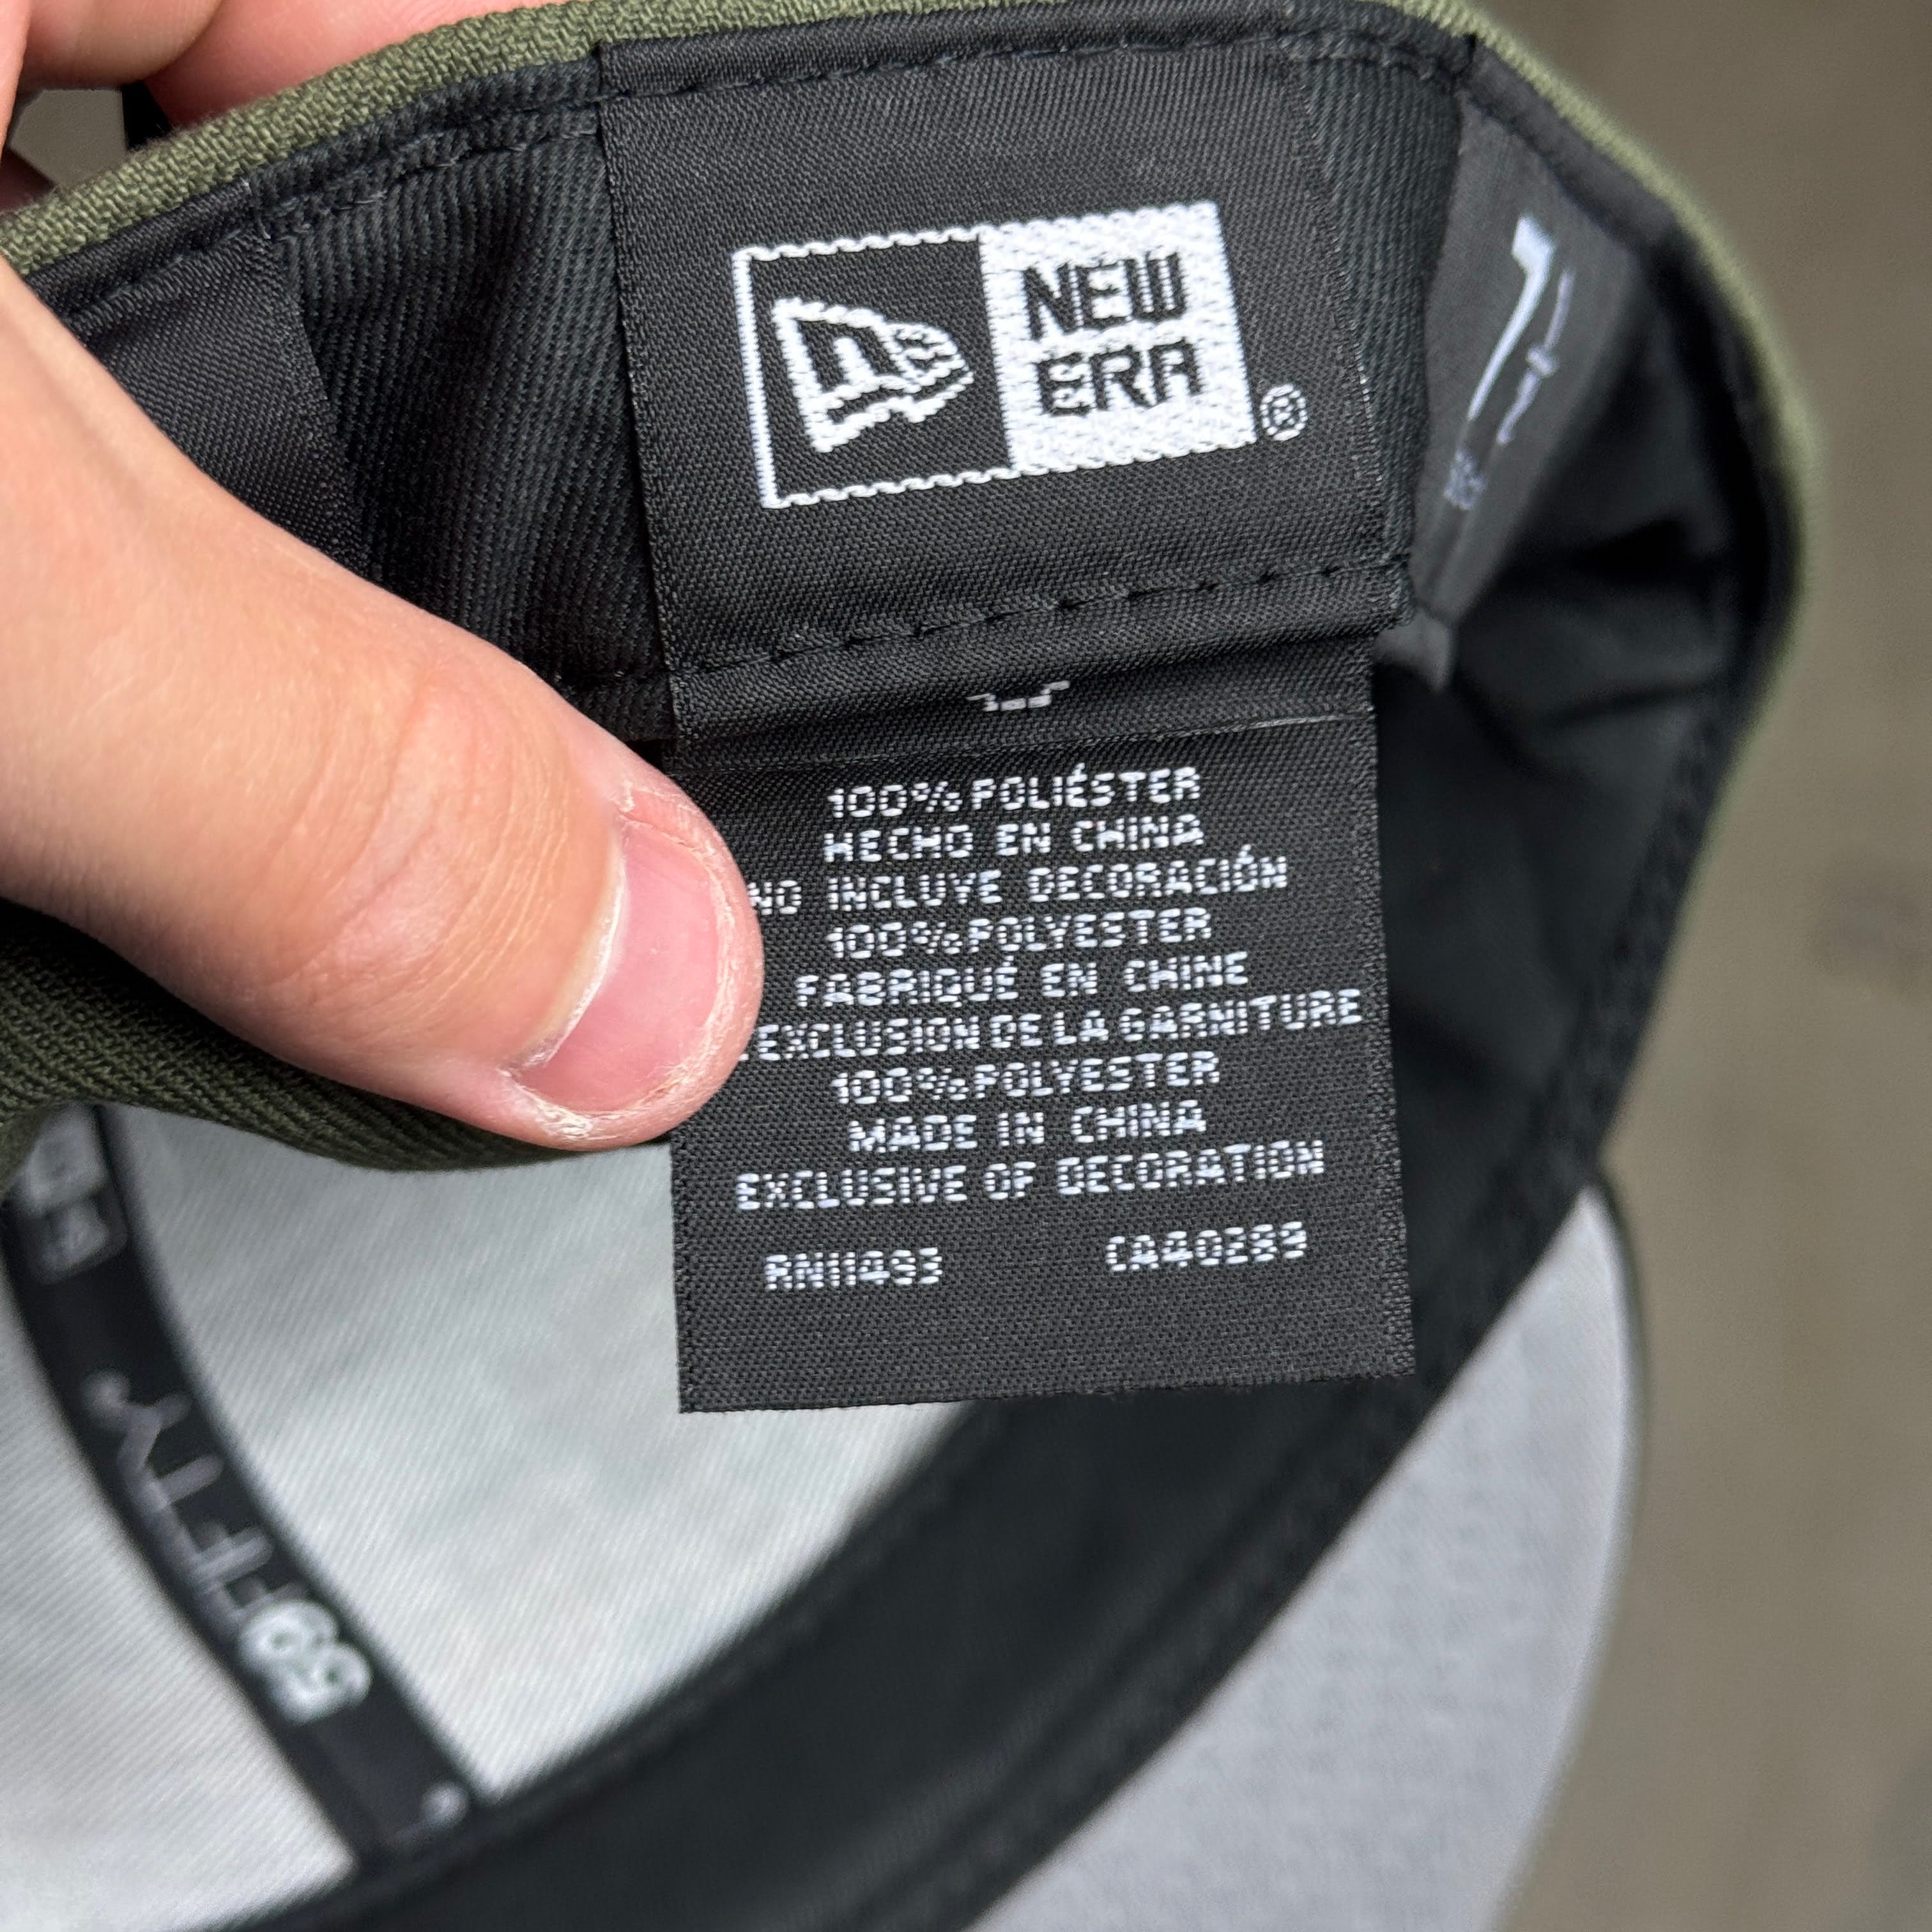 NEW
ERA
®
100% POLIÉSTER
HECHO EN CHINA
NO INCLUYE DECORACIÓN
100% POLYESTER
FABRIQUÉ EN CHINE
EXCLUSION DE LA GARNITURE
100% POLYESTER
MADE IN CHINA
EXCLUSIVE OF DECORATION
RN11493 CA40289
59FIFTY